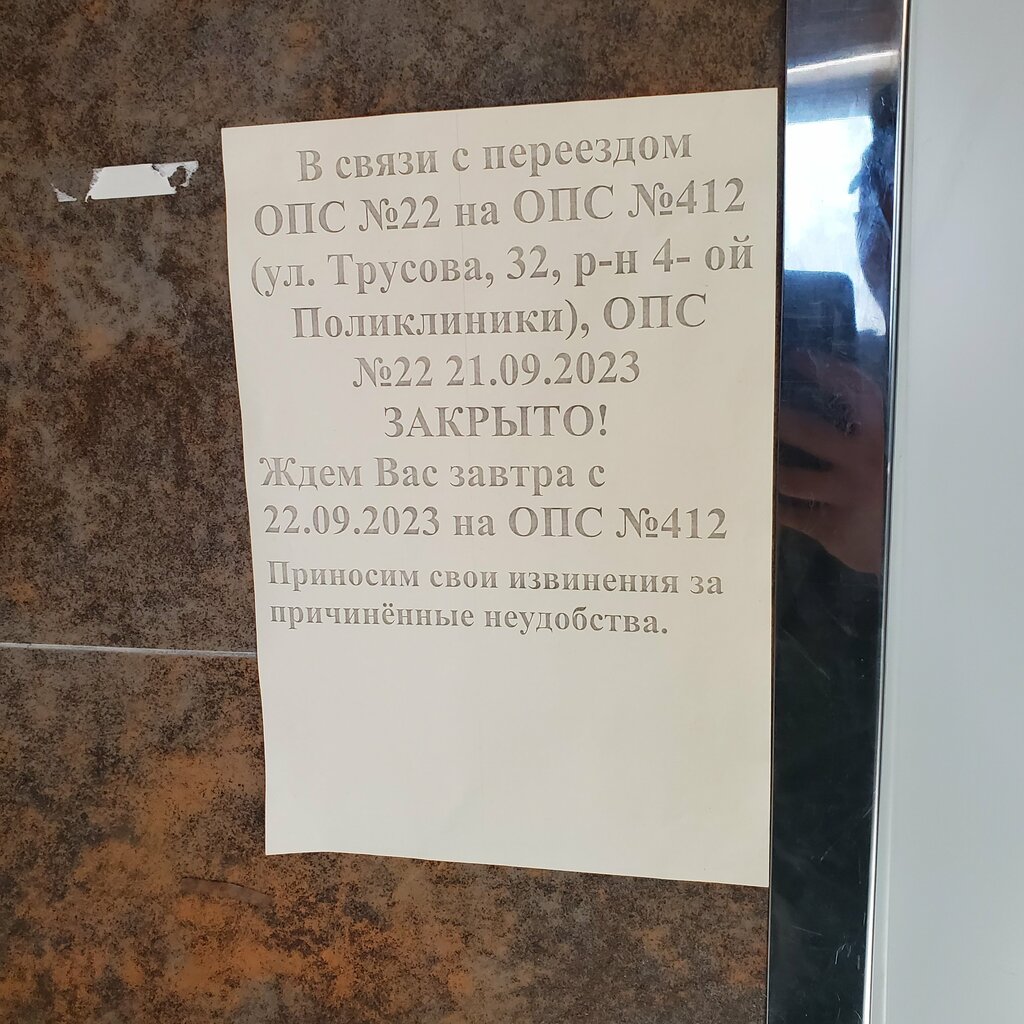 В связи с переездом
ОПС №22 на ОПС №412
(ул. Трусова, 32, р-н 4- ой
Поликлиники), ОПС
№22 21.09.2023
ЗАКРЫТО!
Ждем Вас завтра с
22.09.2023 на ОПС №412
Приносим свои извинения за
причинённые неудобства.